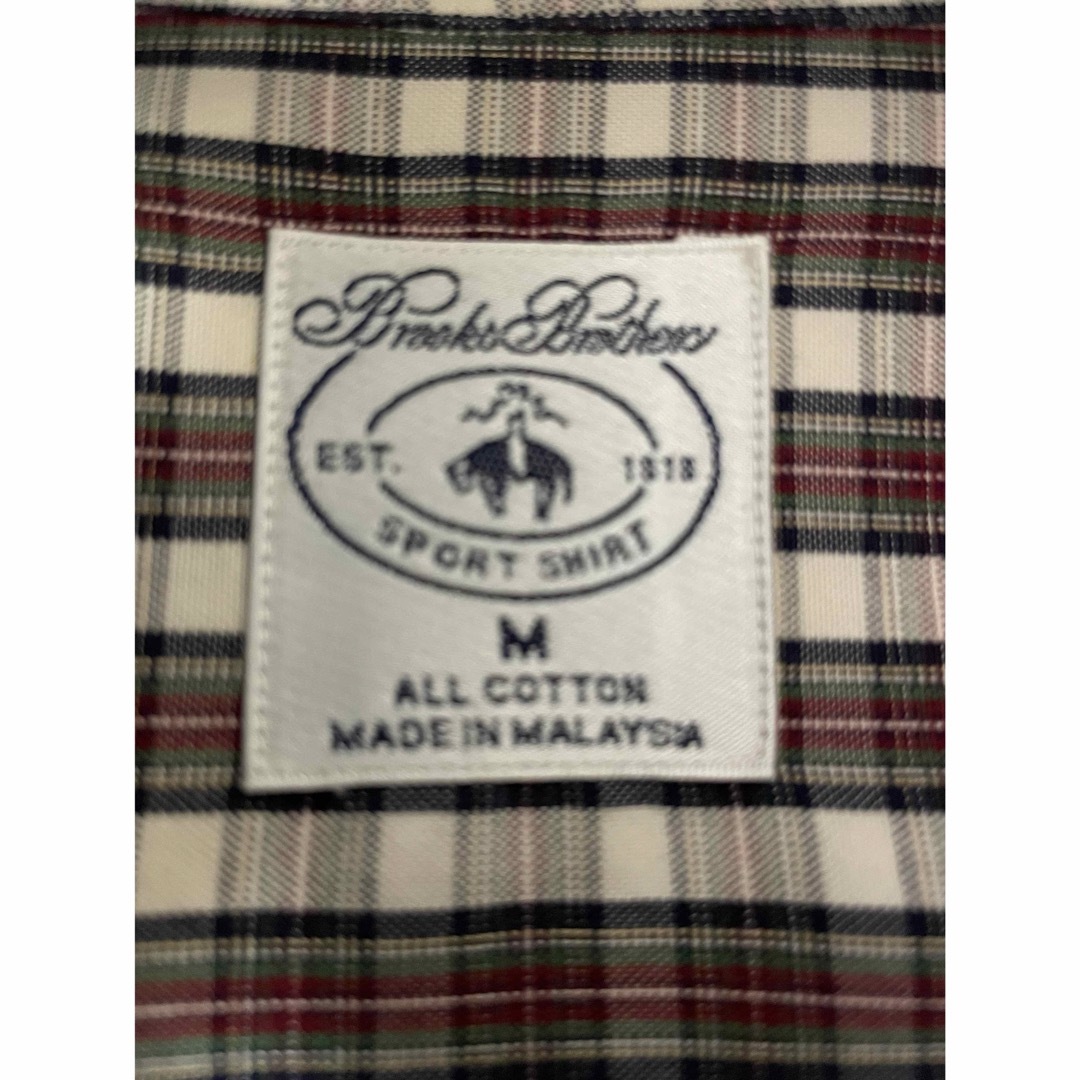 Brooks Brothers
EST. 1818
SPORT SHIRT
M
ALL COTTON
MADE IN MALAYSIA